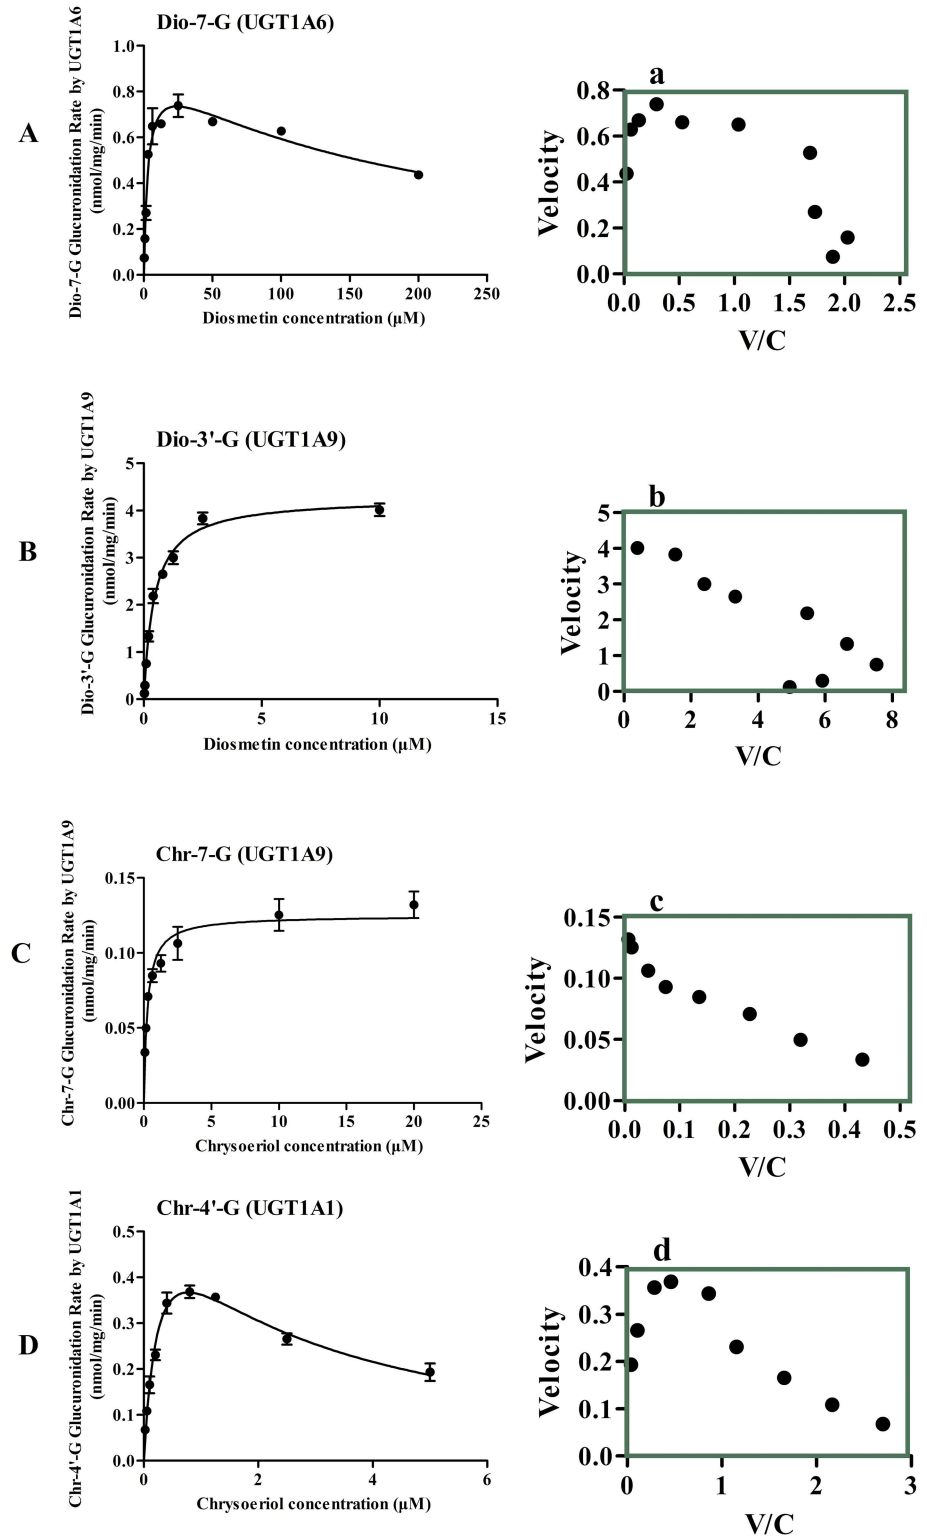 Dio-7-G (UGT1A6)
A
Dio-7-G Glucuronidation Rate by UGT1A6
(nmol/mg/min)
1.0
0.8
0.6
0.4
0.2
0.0
0 50 100 150 200 250
Diosmetin concentration (μM)
a
Velocity
0.8
0.6
0.4
0.2
0.0
0.0 0.5 1.0 1.5 2.0 2.5
V/C
Dio-3'-G (UGT1A9)
B
Dio-3'-G Glucuronidation Rate by UGT1A9
(nmol/mg/min)
5
4
3
2
1
0
0 5 10 15
Diosmetin concentration (μM)
b
Velocity
5
4
3
2
1
0
0 2 4 6 8
V/C
Chr-7-G (UGT1A9)
C
Chr-7-G Glucuronidation Rate by UGT1A9
(nmol/mg/min)
0.15
0.10
0.05
0.00
0 5 10 15 20 25
Chrysoeriol concentration (μM)
c
Velocity
0.15
0.10
0.05
0.00
0.0 0.1 0.2 0.3 0.4 0.5
V/C
Chr-4'-G (UGT1A1)
D
Chr-4'-G Glucuronidation Rate by UGT1A1
(nmol/mg/min)
0.5
0.4
0.3
0.2
0.1
0.0
0 2 4 6
Chrysoeriol concentration (μM)
d
Velocity
0.4
0.3
0.2
0.1
0.0
0 1 2 3
V/C